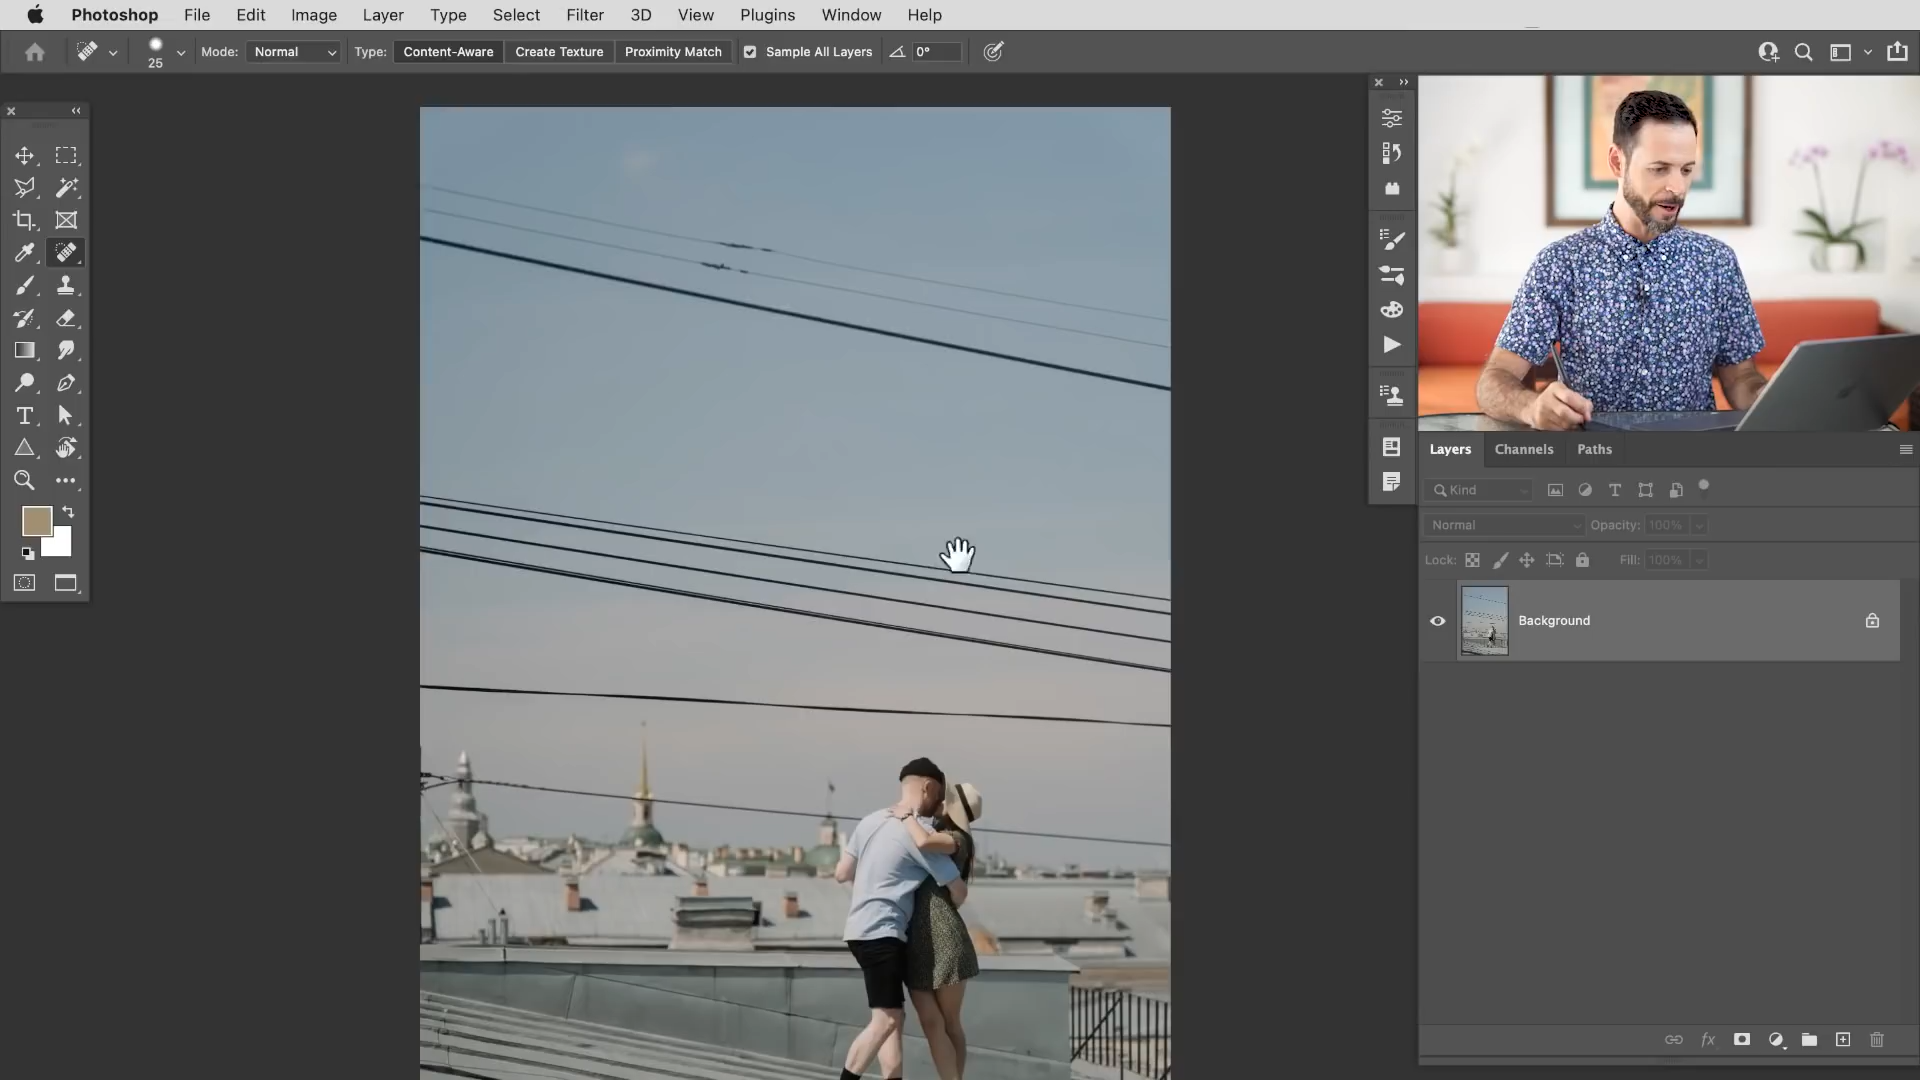 Photoshop File Edit Image Layer Type Select Filter 3D View Plugins Window Help
25 Mode: Normal Type: Content-Aware Create Texture Proximity Match Sample All Layers 0°
Layers Channels Paths
Kind
Normal Opacity: 100%
Lock: Fill: 100%
Background